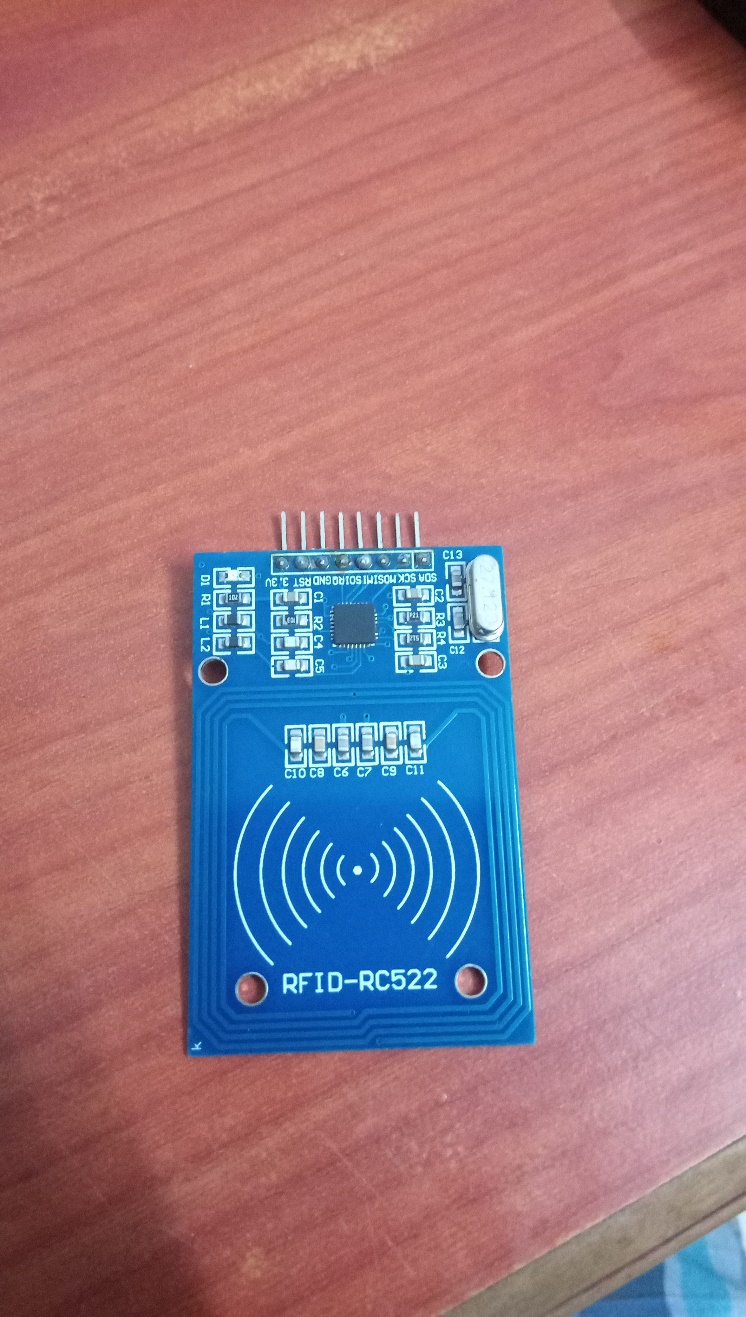 C13
SDA SCK MOSI MISO IRQ GND RST 3.3V
D1
R1
L1
L2
C1
R2
C4
C5
C2
R3
R4
C3
C12
C10 C8 C6 C7 C9 C11
RFID-RC522
K